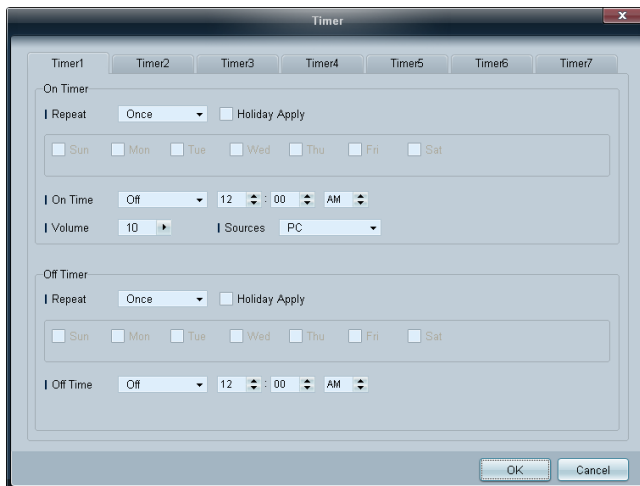 Timer
x
Timer1 Timer2 Timer3 Timer4 Timer5 Timer6 Timer7
On Timer
Repeat Once Holiday Apply
Sun Mon Tue Wed Thu Fri Sat
On Time Off 12 : 00 AM
Volume 10 Sources PC
Off Timer
Repeat Once Holiday Apply
Sun Mon Tue Wed Thu Fri Sat
Off Time Off 12 : 00 AM
OK Cancel